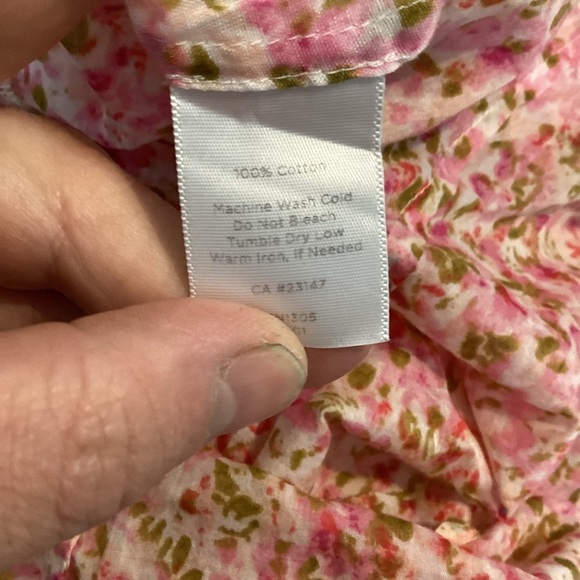 100% Cotton
Machine Wash Cold
Do Not Bleach
Tumble Dry Low
Warm Iron, If Needed
CA #23147